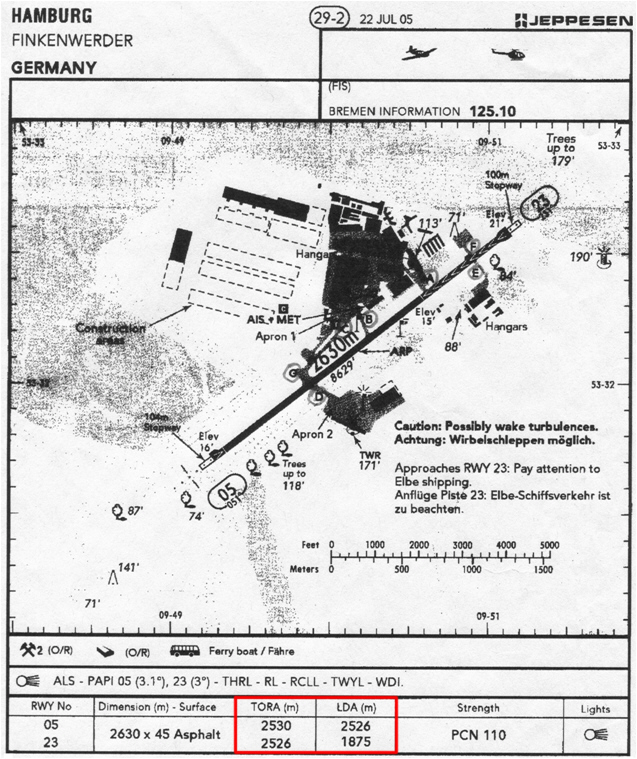 HAMBURG
FINKENWERDER
GERMANY
29-2 22 JUL 05 JEPPESEN
(FIS)
BREMEN INFORMATION 125.10
53-33 09-49 09-51 53-33
Trees
up to
179'
100m
Stopway
23
Elev
21'
71'
113'
F
190'
Hangar
E
84'
A
C
AIS + MET
Elev
15'
Hangars
88'
Construction
areas
Apron 1
C
B
2630m
8629'
ARP
G
53-32 53-32
D
104m
Stopway
Elev
16'
Apron 2
TWR
171'
Caution: Possibly wake turbulences.
Achtung: Wirbelschleppen möglich.
Approaches RWY 23: Pay attention to
Elbe shipping.
Anflüge Piste 23: Elbe-Schiffsverkehr ist
zu beachten.
05
051°
Trees
up to
118'
87'
74'
Feet 0 1000 2000 3000 4000 5000
Meters 0 500 1000 1500
141'
71'
09-49 09-51
2 (O/R) (O/R) Ferry boat / Fähre
ALS - PAPI 05 (3.1°), 23 (3°) - THRL - RL - RCLL - TWYL - WDI.
RWY No Dimension (m) - Surface TORA (m) LDA (m) Strength Lights
05 2530 2526
2630 x 45 Asphalt PCN 110
23 2526 1875